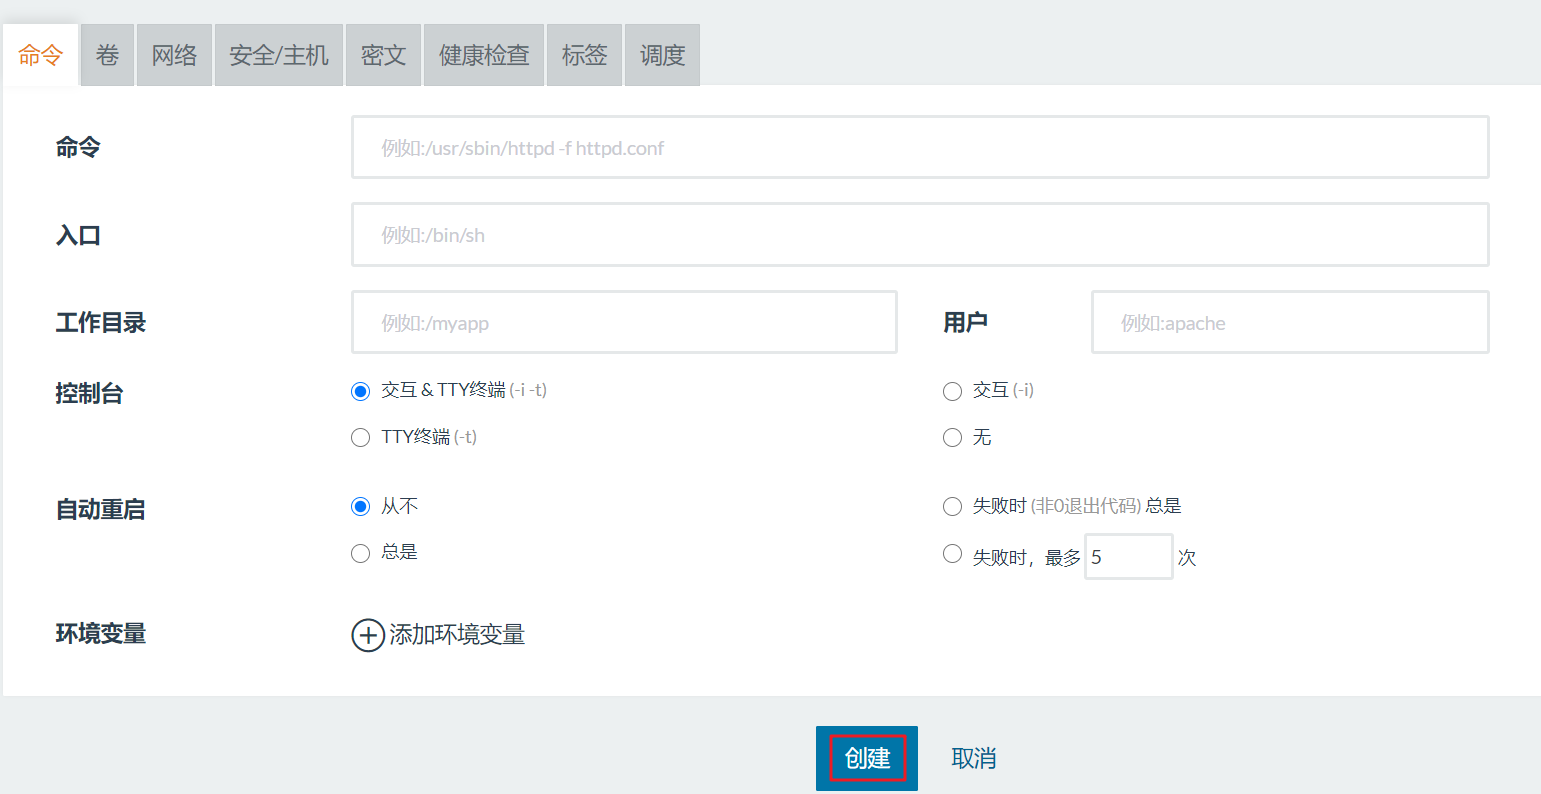 命令 卷 网络 安全/主机 密文 健康检查 标签 调度
命令 例如:/usr/sbin/httpd -f httpd.conf
入口 例如:/bin/sh
工作目录 例如:/myapp 用户 例如:apache
控制台 交互 & TTY终端 (-i -t) 交互 (-i)
TTY终端 (-t) 无
自动重启 从不 失败时 (非0退出代码) 总是
总是 失败时，最多 5 次
环境变量 添加环境变量
创建 取消